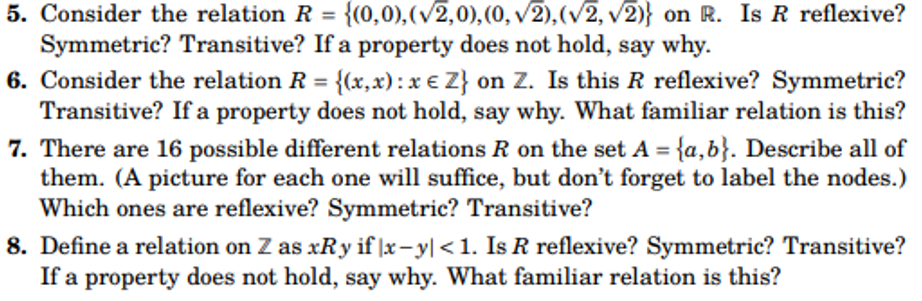 5. Consider the relation R = {(0,0),(√2,0),(0,√2),(√2,√2)} on ℝ. Is R reflexive?
Symmetric? Transitive? If a property does not hold, say why.
6. Consider the relation R = {(x,x) : x ∈ ℤ} on ℤ. Is this R reflexive? Symmetric?
Transitive? If a property does not hold, say why. What familiar relation is this?
7. There are 16 possible different relations R on the set A = {a,b}. Describe all of
them. (A picture for each one will suffice, but don't forget to label the nodes.)
Which ones are reflexive? Symmetric? Transitive?
8. Define a relation on ℤ as xRy if |x−y| < 1. Is R reflexive? Symmetric? Transitive?
If a property does not hold, say why. What familiar relation is this?